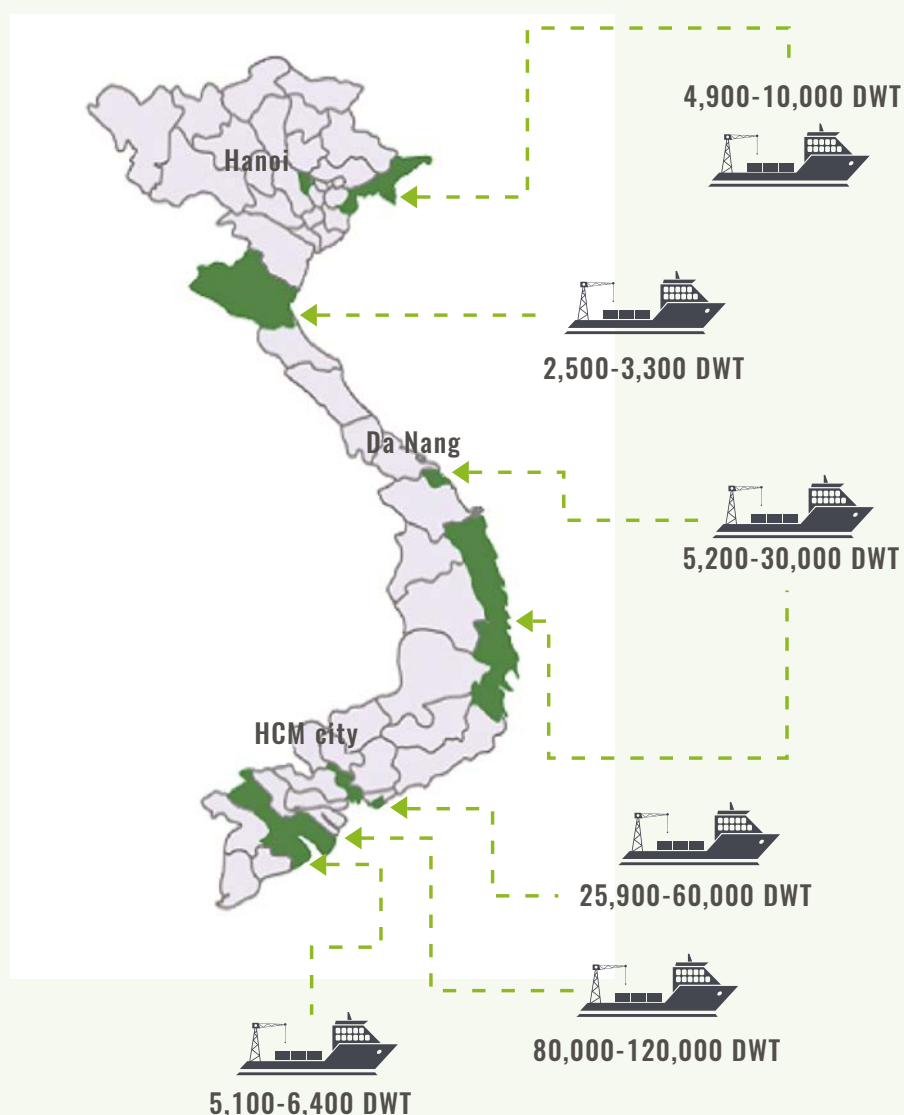 4,900-10,000 DWT
Hanoi
2,500-3,300 DWT
Da Nang
5,200-30,000 DWT
HCM city
25,900-60,000 DWT
80,000-120,000 DWT
5,100-6,400 DWT